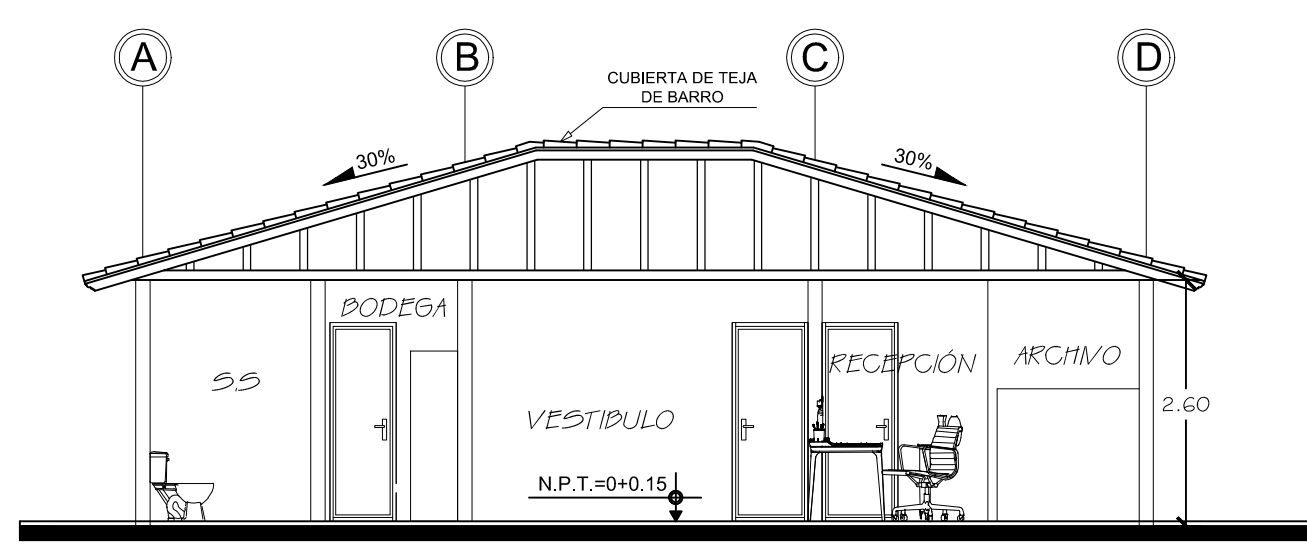 A
B
C
D
CUBIERTA DE TEJA
DE BARRO
30%
30%
BODEGA
S.S
VESTIBULO
RECEPCIÓN
ARCHIVO
2.60
N.P.T.=0+0.15